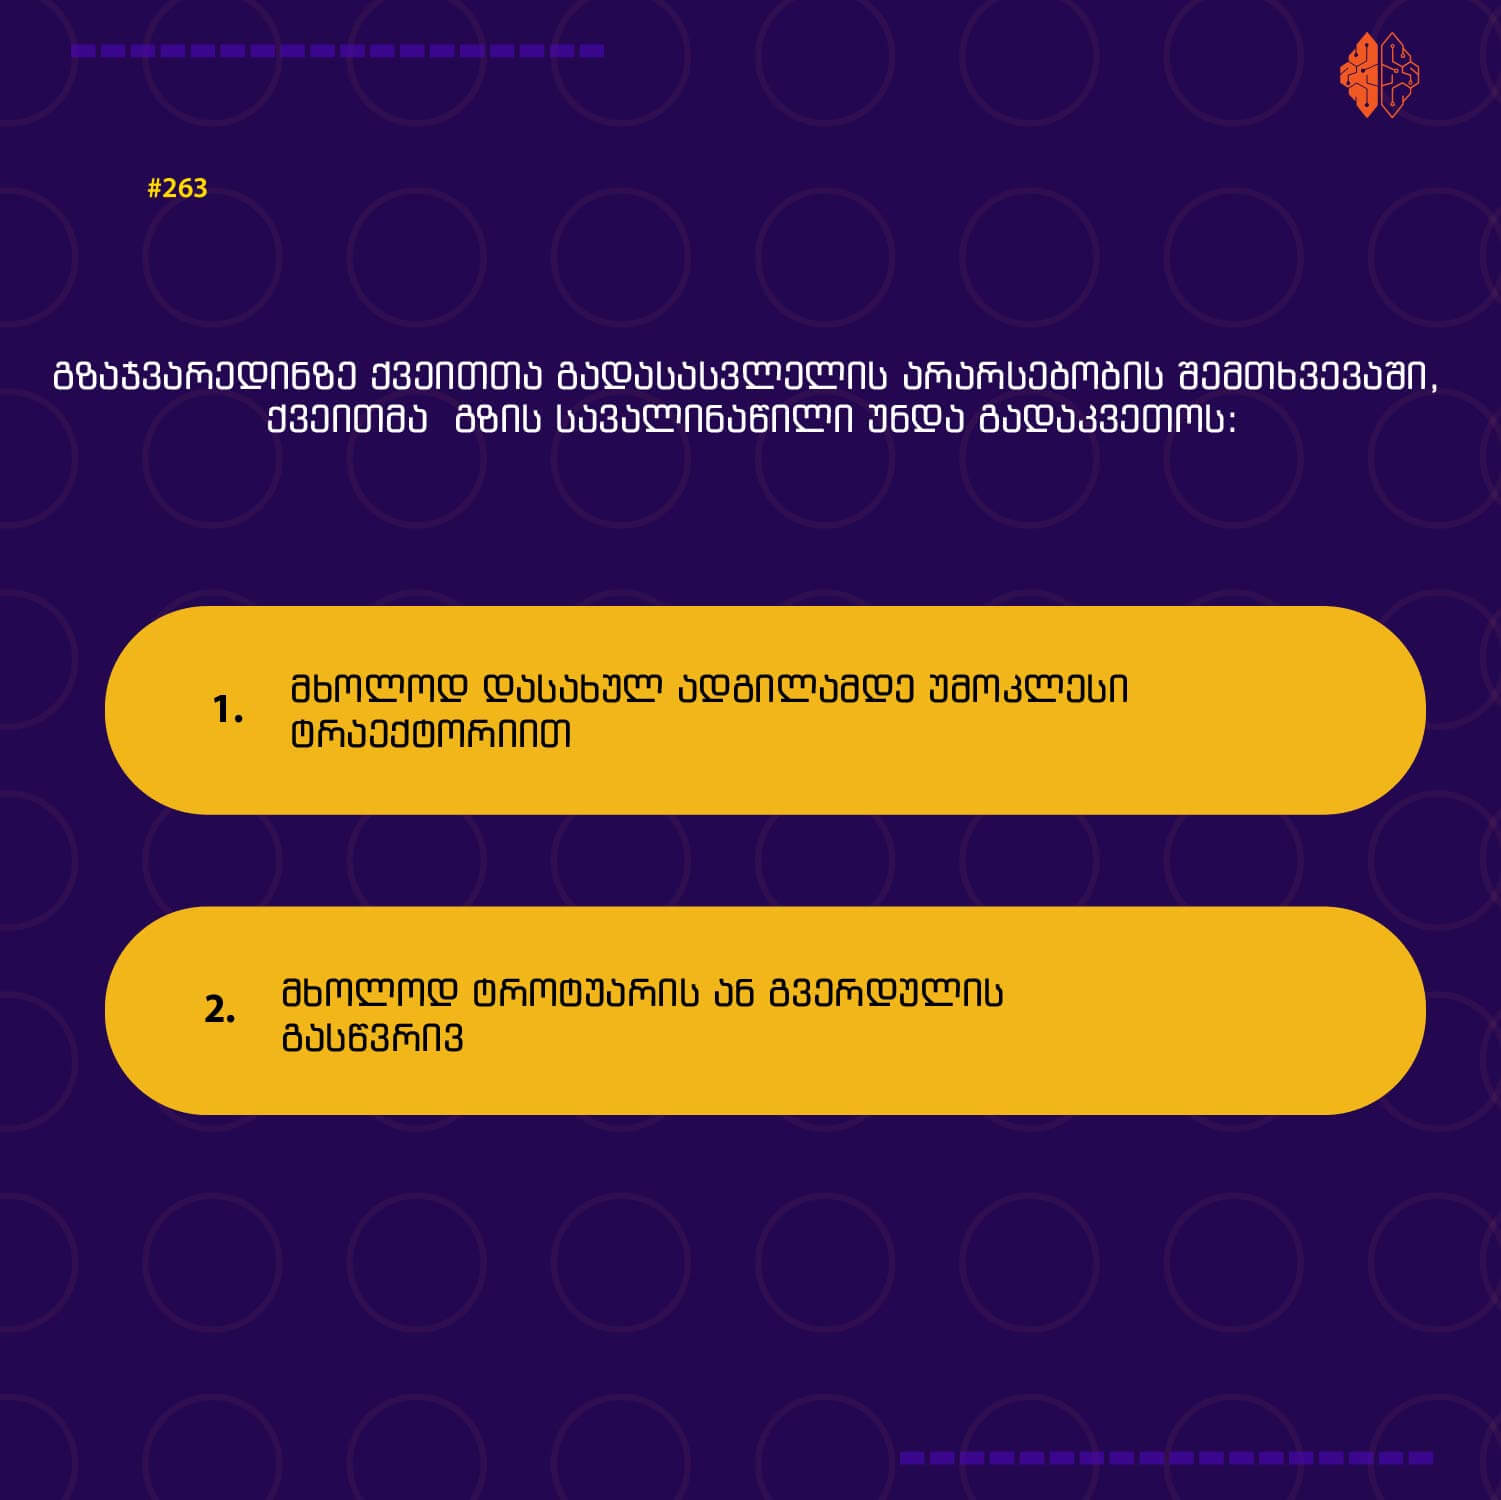 #263
გზაჯვარედინზე ქვეითთა გადასასვლელის არარსებობის შემთხვევაში,
ქვეითმა გზის სავალინაწილი უნდა გადაკვეთოს:
1. მხოლოდ დასახულ ადგილამდე უმოკლესი
ტრაექტორიით
2. მხოლოდ ტროტუარის ან გვერდულის
გასწვრივ